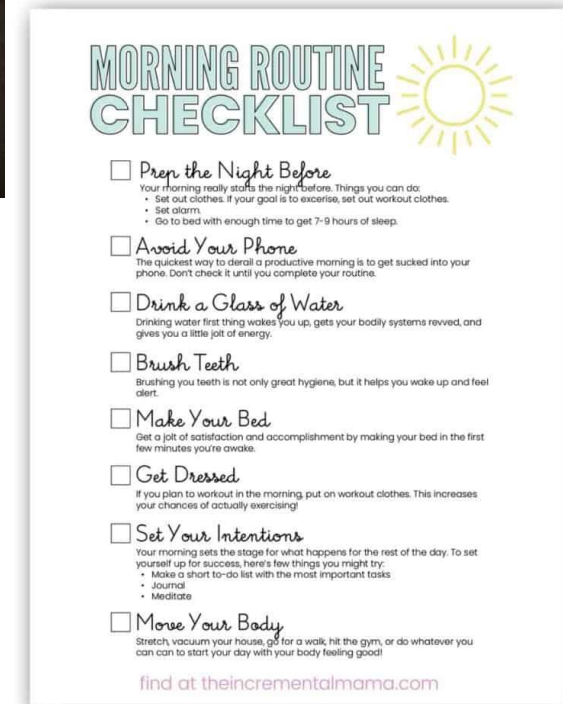 MORNING ROUTINE
CHECKLIST
Prep the Night Before
Your morning really starts the night before. Things you can do:
• Set out clothes. If your goal is to excerise, set out workout clothes.
• Set alarm.
• Go to bed with enough time to get 7-9 hours of sleep.
Avoid Your Phone
The quickest way to derail a productive morning is to get sucked into your
phone. Don't check it until you complete your routine.
Drink a Glass of Water
Drinking water first thing wakes you up, gets your bodily systems revved, and
gives you a little jolt of energy.
Brush Teeth
Brushing you teeth is not only great hygiene, but it helps you wake up and feel
alert.
Make Your Bed
Get a jolt of satisfaction and accomplishment by making your bed in the first
few minutes you're awake.
Get Dressed
If you plan to workout in the morning, put on workout clothes. This increases
your chances of actually exercising!
Set Your Intentions
Your morning sets the stage for what happens for the rest of the day. To set
yourself up for success, here's few things you might try:
• Make a short to-do list with the most important tasks
• Journal
• Meditate
Move Your Body
Stretch, vacuum your house, go for a walk, hit the gym, or do whatever you
can can to start your day with your body feeling good!
find at theincrementalmama.com